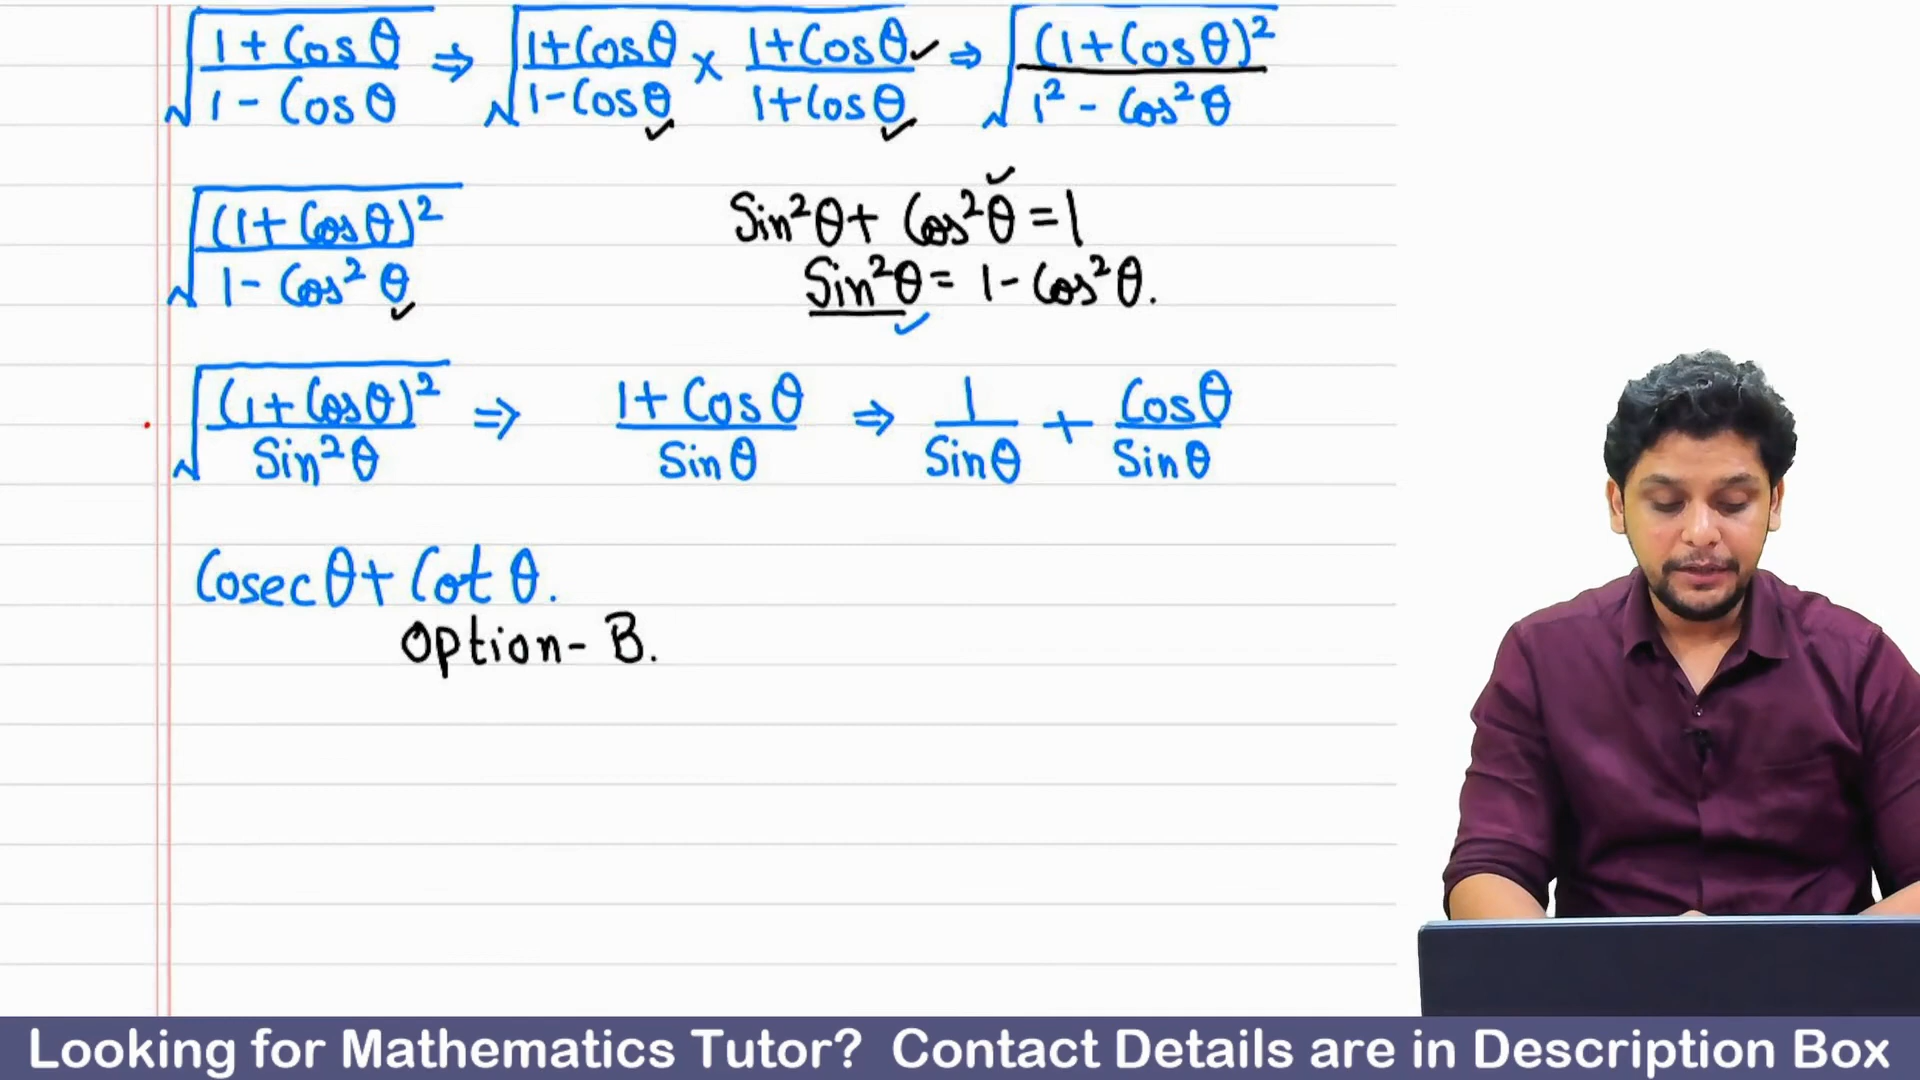 √((1 + Cosθ)/(1 - Cosθ)) ⇒ √((1+Cosθ)/(1-Cosθ) × (1+Cosθ)/(1+Cosθ)) ✓ ⇒ √((1+Cosθ)²/(1² - Cos²θ))
√((1+Cosθ)²/(1 - Cos²θ))
Sin²θ + Cos²θ = 1
Sin²θ = 1 - Cos²θ.
√((1+Cosθ)²/Sin²θ) ⇒ (1 + Cosθ)/Sinθ ⇒ 1/Sinθ + Cosθ/Sinθ
Cosecθ + Cotθ.
Option- B.
Looking for Mathematics Tutor? Contact Details are in Description Box